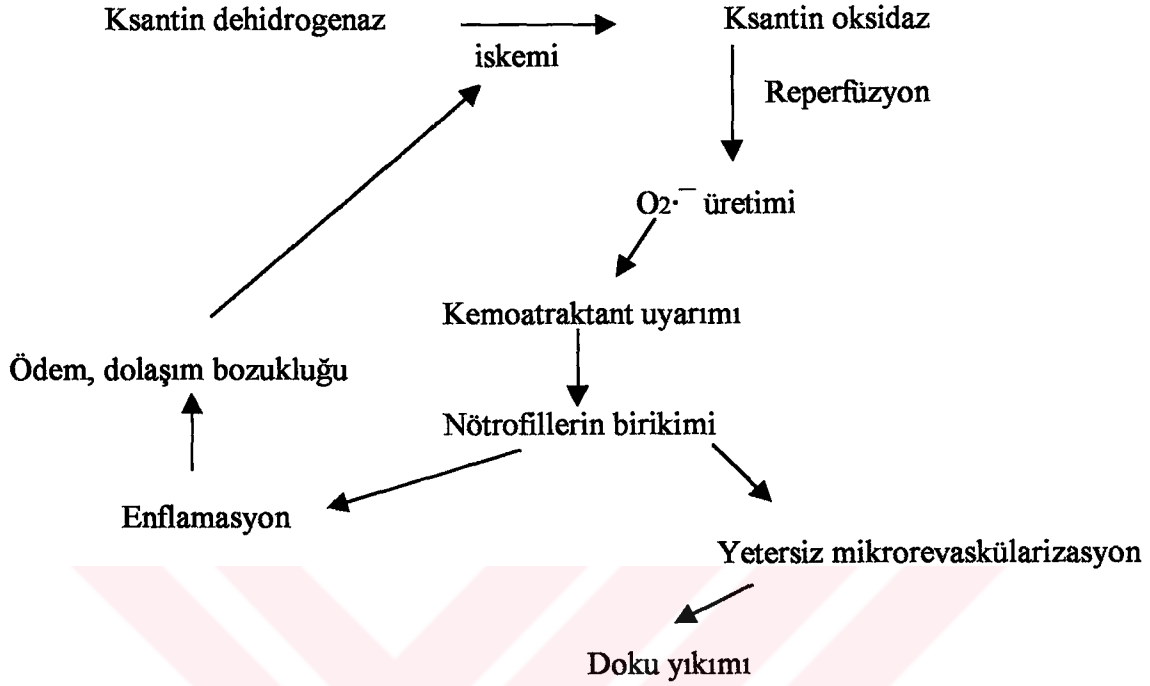 Ksantin dehidrogenaz
Ksantin oksidaz
iskemi
Reperfüzyon
O2·⁻ üretimi
Kemoatraktant uyarımı
Ödem, dolaşım bozukluğu
Nötrofillerin birikimi
Enflamasyon
Yetersiz mikrorevaskülarizasyon
Doku yıkımı